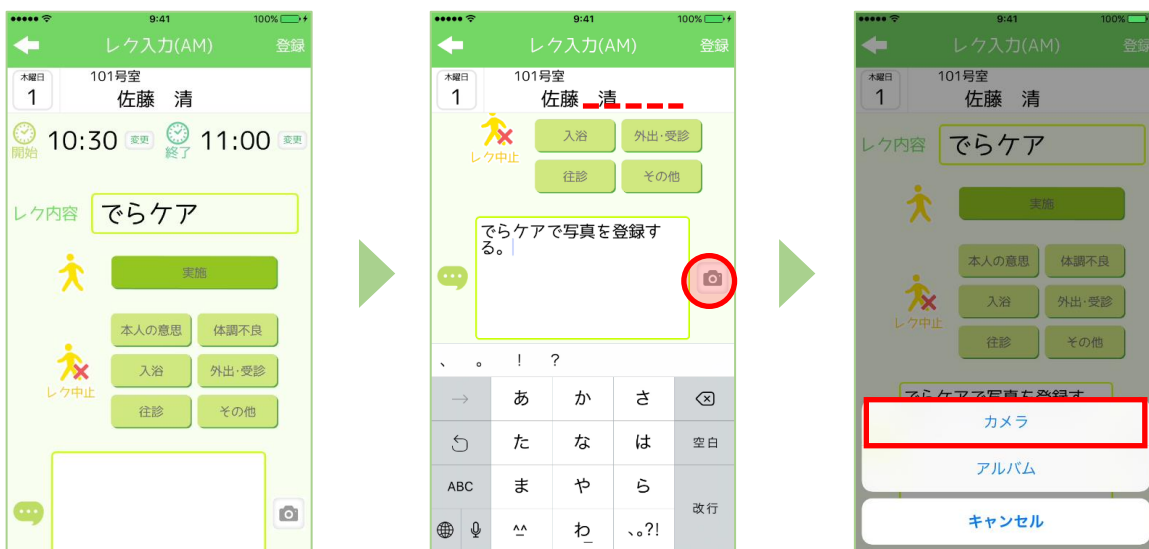 9:41 100%
レク入力(AM) 登録
木曜日
1
101号室
佐藤 清
開始 10:30 変更 終了 11:00 変更
レク内容 でらケア
実施
本人の意思 体調不良
レク中止
入浴 外出・受診
往診 その他
9:41 100%
レク入力(AM) 登録
木曜日
1
101号室
佐藤 清
レク中止
入浴 外出・受診
往診 その他
でらケアで写真を登録す
る。
、 。 ! ?
→ あ か さ
た な は 空白
ABC ま や ら
改行
^^ わ 、。?!
9:41 100%
レク入力(AM) 登録
木曜日
1
101号室
佐藤 清
レク内容 でらケア
実施
本人の意思 体調不良
レク中止
入浴 外出・受診
往診 その他
でらケアで写真を登録す
カメラ
アルバム
キャンセル